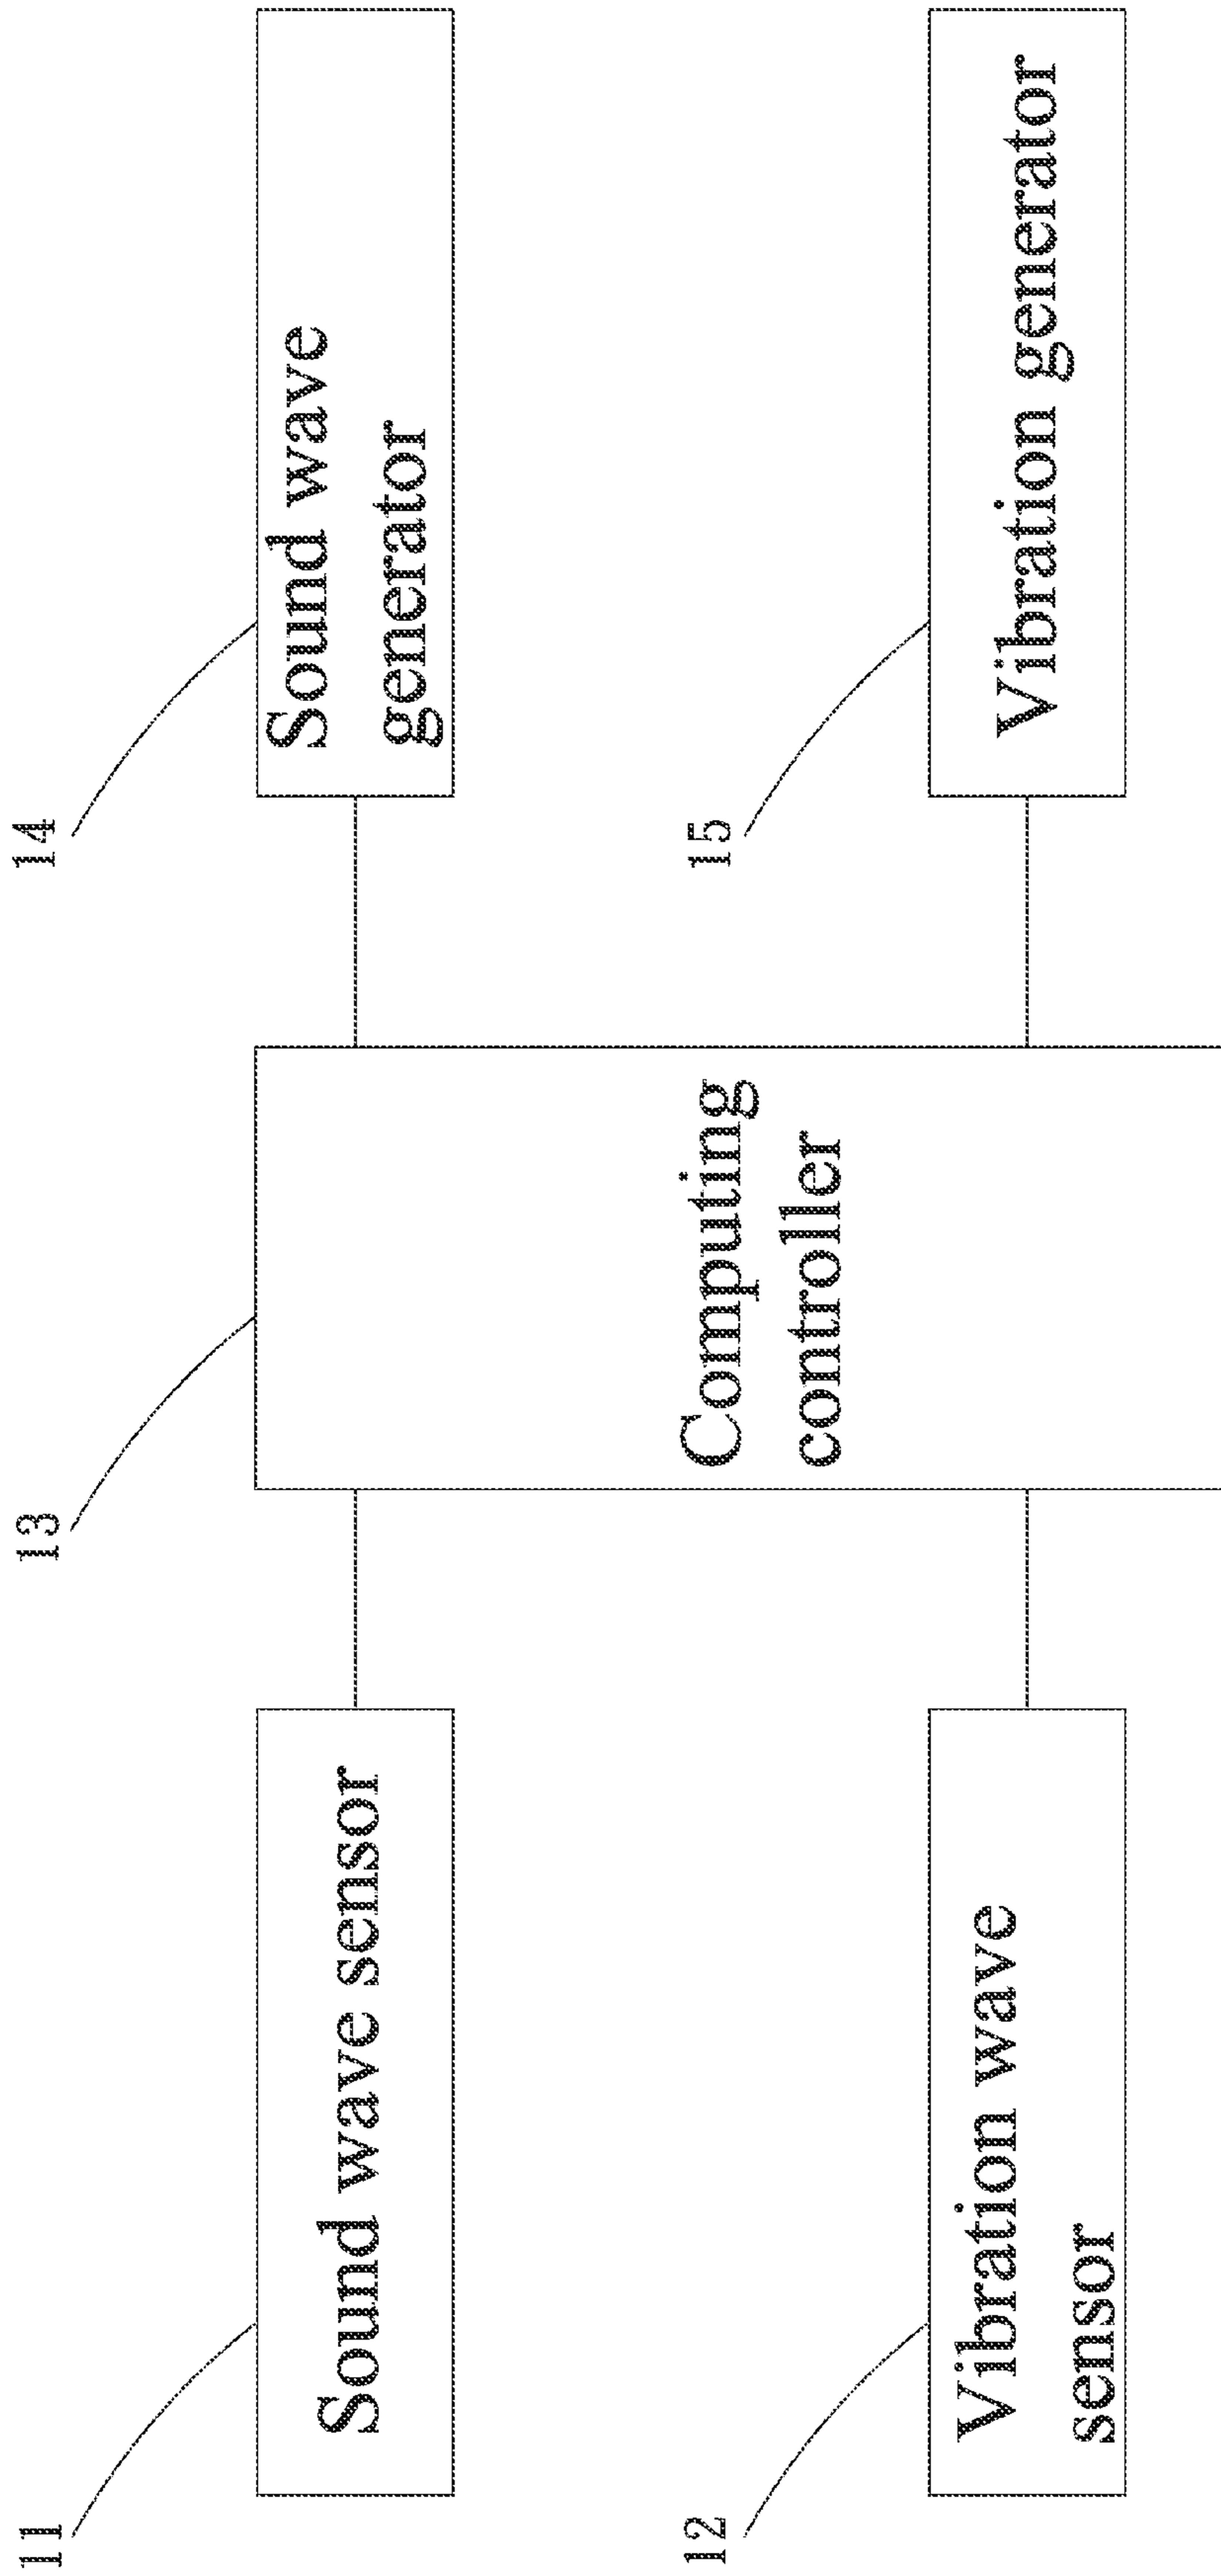 11
Sound wave sensor
12
Vibration wave
sensor
13
Computing
controller
14
Sound wave
generator
15
Vibration generator